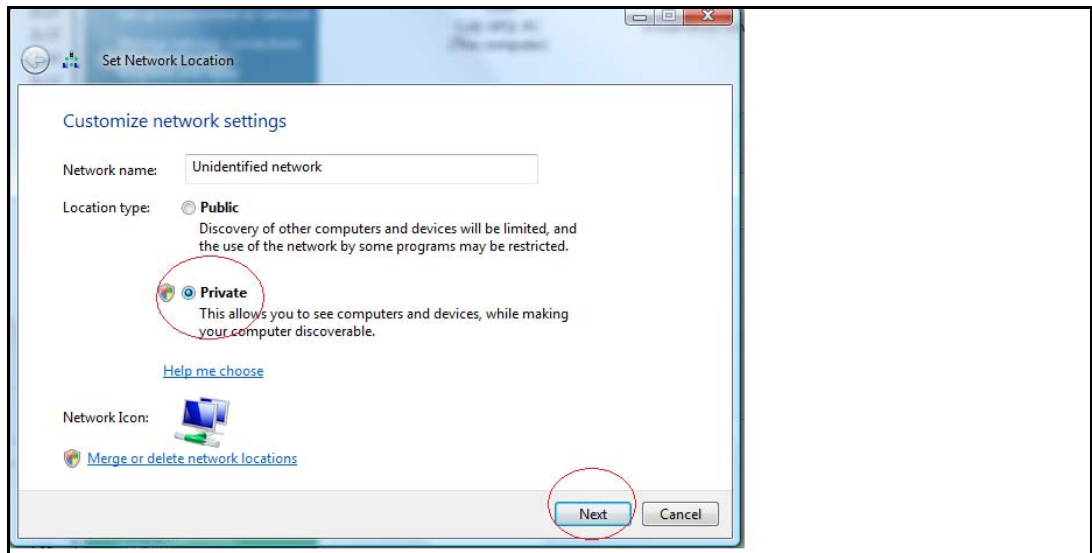 Set Network Location
Customize network settings
Network name:
Unidentified network
Location type:
Public
Discovery of other computers and devices will be limited, and
the use of the network by some programs may be restricted.
Private
This allows you to see computers and devices, while making
your computer discoverable.
Help me choose
Network Icon:
Merge or delete network locations
Next
Cancel